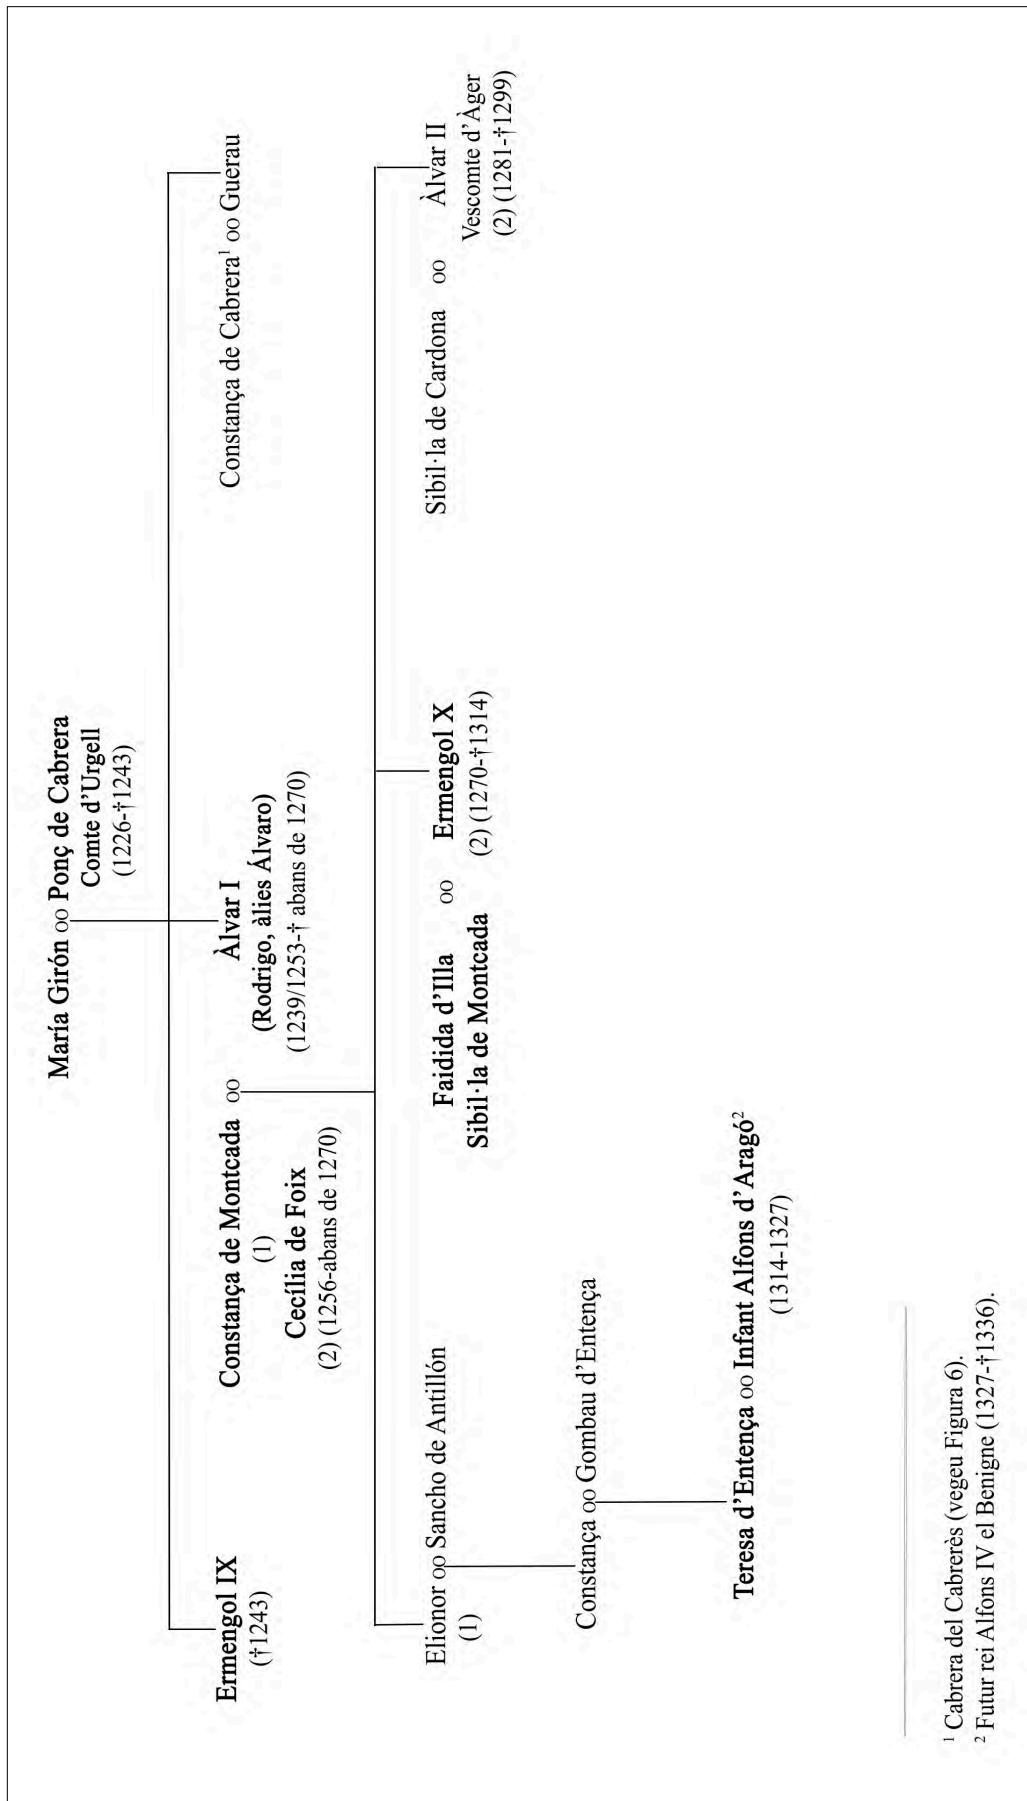 María Girón oo Ponç de Cabrera
Comte d'Urgell
(1226-†1243)
Ermengol IX
(†1243)
Constança de Montcada oo
(1)
Cecília de Foix
(2) (1256-abans de 1270)
Àlvar I
(Rodrigo, àlies Álvaro)
(1239/1253-† abans de 1270)
Constança de Cabrera¹ oo Guerau
Elionor oo Sancho de Antillón
(1)
Faidida d'Illa oo Ermengol X
Sibil·la de Montcada (2) (1270-†1314)
Sibil·la de Cardona oo Àlvar II
Vescomte d'Àger
(2) (1281-†1299)
Constança oo Gombau d'Entença
Teresa d'Entença oo Infant Alfons d'Aragó²
(1314-1327)
¹ Cabrera del Cabrerès (vegeu Figura 6).
² Futur rei Alfons IV el Benigne (1327-†1336).